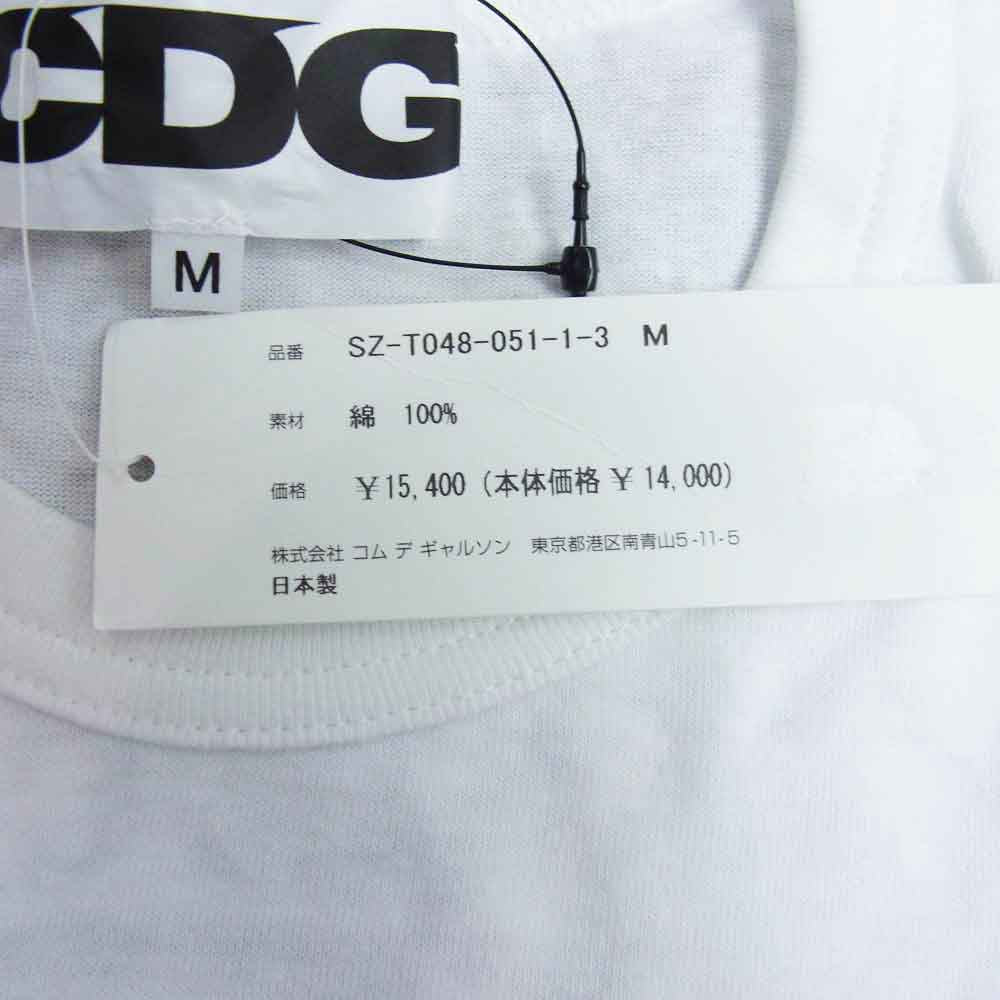 CDG
M
品番 SZ-T048-051-1-3 M
素材 綿 100%
価格 ¥15,400 (本体価格 ¥14,000)
株式会社 コム デ ギャルソン 東京都港区南青山5-11-5
日本製